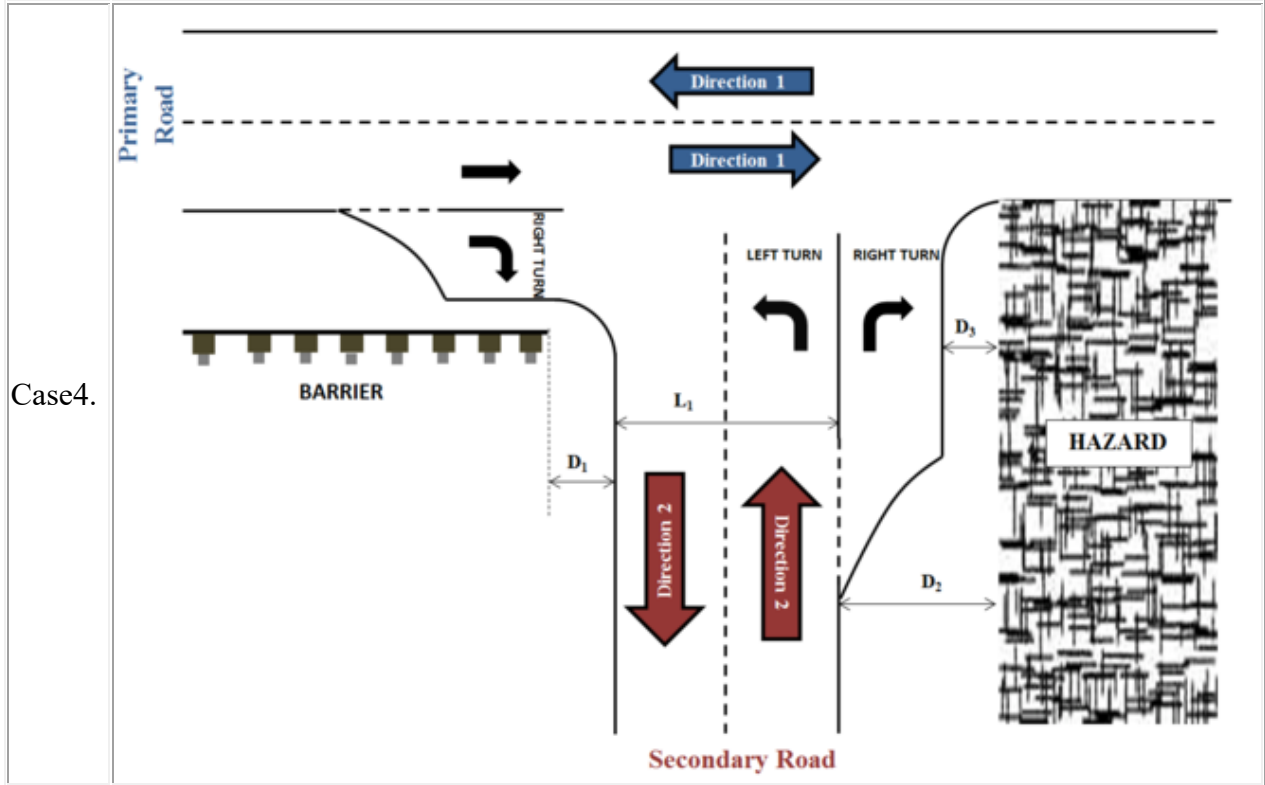 Case4.
Primary
Road
Direction 1
Direction 1
RIGHT TURN
LEFT TURN
RIGHT TURN
D3
BARRIER
L1
HAZARD
D1
Direction 2
Direction 2
D2
Secondary Road